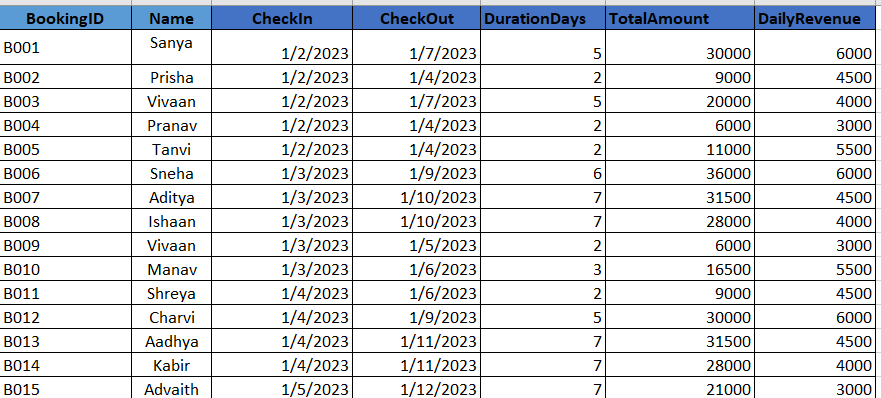 BookingID Name CheckIn CheckOut DurationDays TotalAmount DailyRevenue
B001 Sanya 1/2/2023 1/7/2023 5 30000 6000
B002 Prisha 1/2/2023 1/4/2023 2 9000 4500
B003 Vivaan 1/2/2023 1/7/2023 5 20000 4000
B004 Pranav 1/2/2023 1/4/2023 2 6000 3000
B005 Tanvi 1/2/2023 1/4/2023 2 11000 5500
B006 Sneha 1/3/2023 1/9/2023 6 36000 6000
B007 Aditya 1/3/2023 1/10/2023 7 31500 4500
B008 Ishaan 1/3/2023 1/10/2023 7 28000 4000
B009 Vivaan 1/3/2023 1/5/2023 2 6000 3000
B010 Manav 1/3/2023 1/6/2023 3 16500 5500
B011 Shreya 1/4/2023 1/6/2023 2 9000 4500
B012 Charvi 1/4/2023 1/9/2023 5 30000 6000
B013 Aadhya 1/4/2023 1/11/2023 7 31500 4500
B014 Kabir 1/4/2023 1/11/2023 7 28000 4000
B015 Advaith 1/5/2023 1/12/2023 7 21000 3000